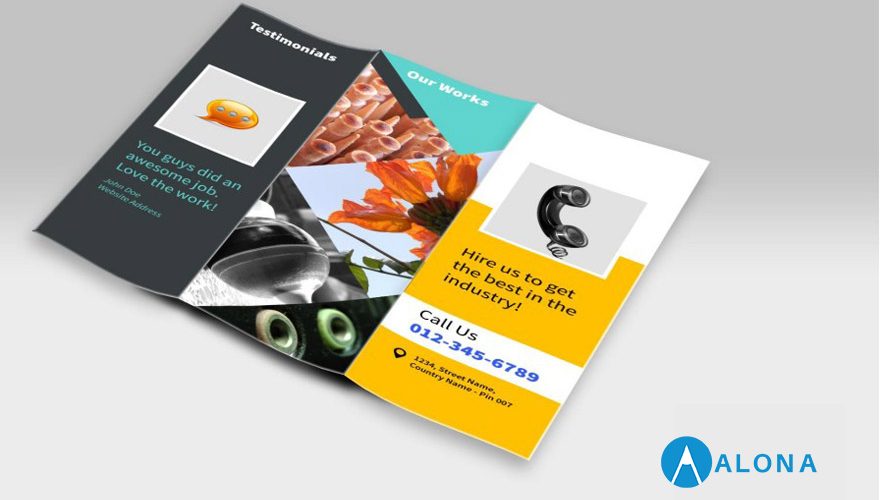 Testimonials
You guys did an
awesome job.
Love the work!
John Doe
Website Address
Our Works
Hire us to get
the best in the
industry!
Call Us
012-345-6789
1234, Street Name,
Country Name - Pin 007
ALONA